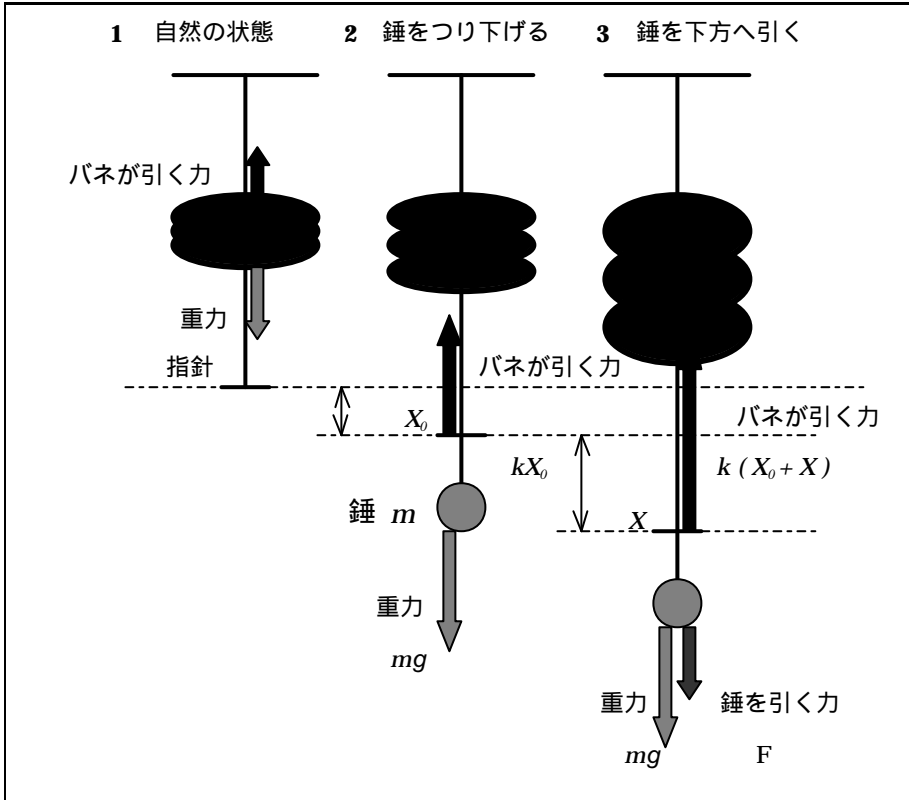 1 自然の状態
2 錘をつり下げる
3 錘を下方へ引く
バネが引く力
重力
指針
バネが引く力
X₀
バネが引く力
kX₀
k ( X₀ + X )
錘 m
X
重力
mg
重力
錘を引く力
mg
F